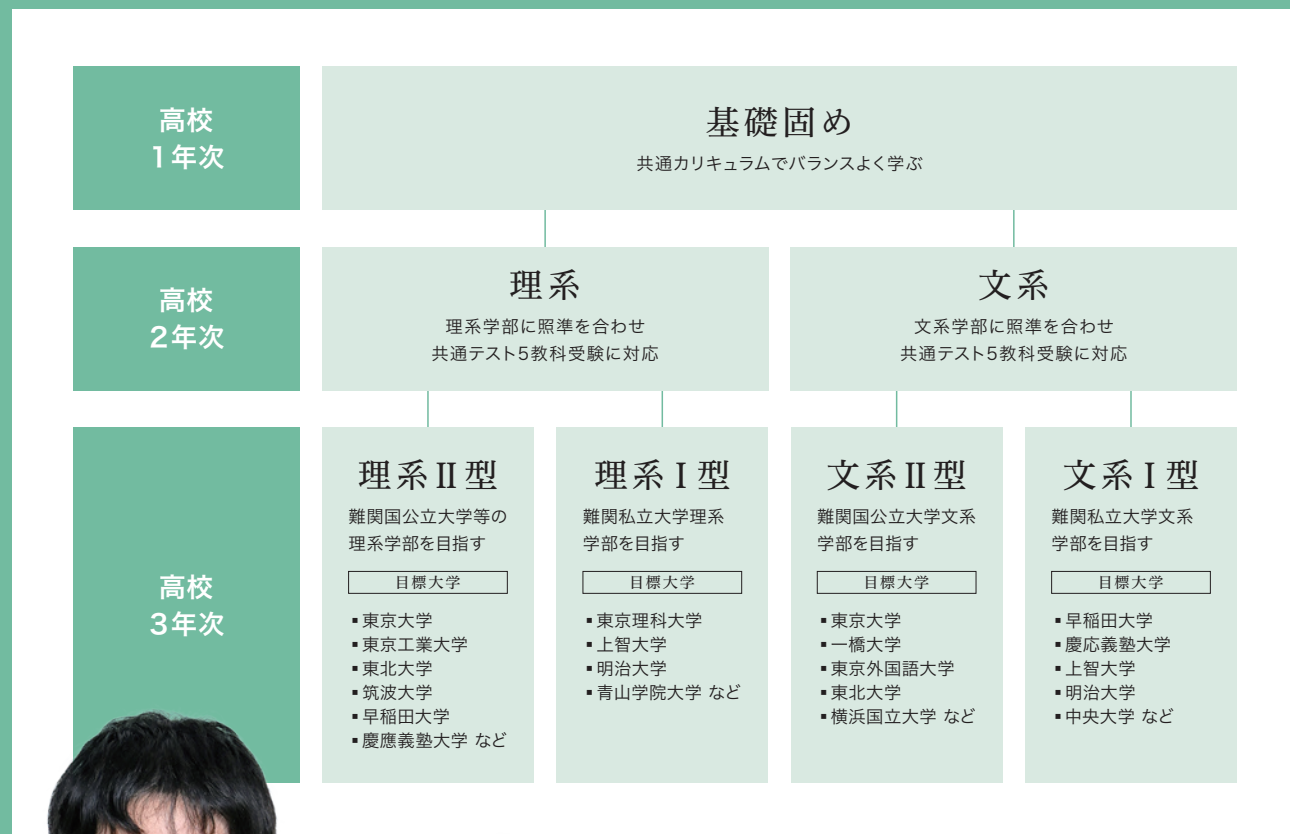 高校
1年次
基礎固め
共通カリキュラムでバランスよく学ぶ
高校
2年次
理系
理系学部に照準を合わせ
共通テスト5教科受験に対応
文系
文系学部に照準を合わせ
共通テスト5教科受験に対応
高校
3年次
理系Ⅱ型
難関国公立大学等の
理系学部を目指す
目標大学
▪東京大学
▪東京工業大学
▪東北大学
▪筑波大学
▪早稲田大学
▪慶應義塾大学 など
理系Ⅰ型
難関私立大学理系
学部を目指す
目標大学
▪東京理科大学
▪上智大学
▪明治大学
▪青山学院大学 など
文系Ⅱ型
難関国公立大学文系
学部を目指す
目標大学
▪東京大学
▪一橋大学
▪東京外国語大学
▪東北大学
▪横浜国立大学 など
文系Ⅰ型
難関私立大学文系
学部を目指す
目標大学
▪早稲田大学
▪慶応義塾大学
▪上智大学
▪明治大学
▪中央大学 など